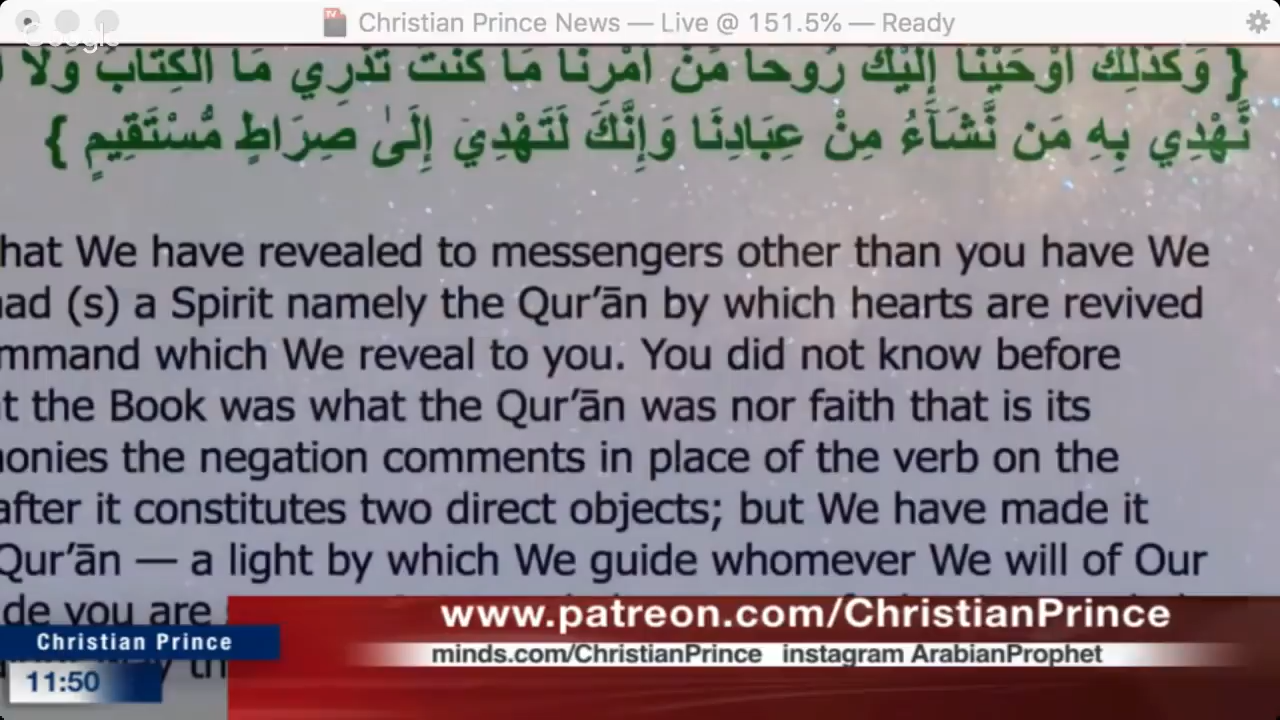 Christian Prince News — Live @ 151.5% — Ready
Google
{ وَكَذَلِكَ أَوْحَيْنَا إِلَيْكَ رُوحاً مِّنْ أَمْرِنَا مَا كُنتَ تَدْرِي مَا الْكِتَابُ وَلاَ
نَّهْدِي بِهِ مَن نَّشَآءُ مِنْ عِبَادِنَا وَإِنَّكَ لَتَهْدِيۤ إِلَىٰ صِرَاطٍ مُّسْتَقِيمٍ }
hat We have revealed to messengers other than you have We
ad (s) a Spirit namely the Qur’ān by which hearts are revived
mmand which We reveal to you. You did not know before
t the Book was what the Qur’ān was nor faith that is its
onies the negation comments in place of the verb on the
after it constitutes two direct objects; but We have made it
Qur’ān — a light by which We guide whomever We will of Our
de you are
www.patreon.com/ChristianPrince
Christian Prince
minds.com/ChristianPrince instagram ArabianProphet
11:50